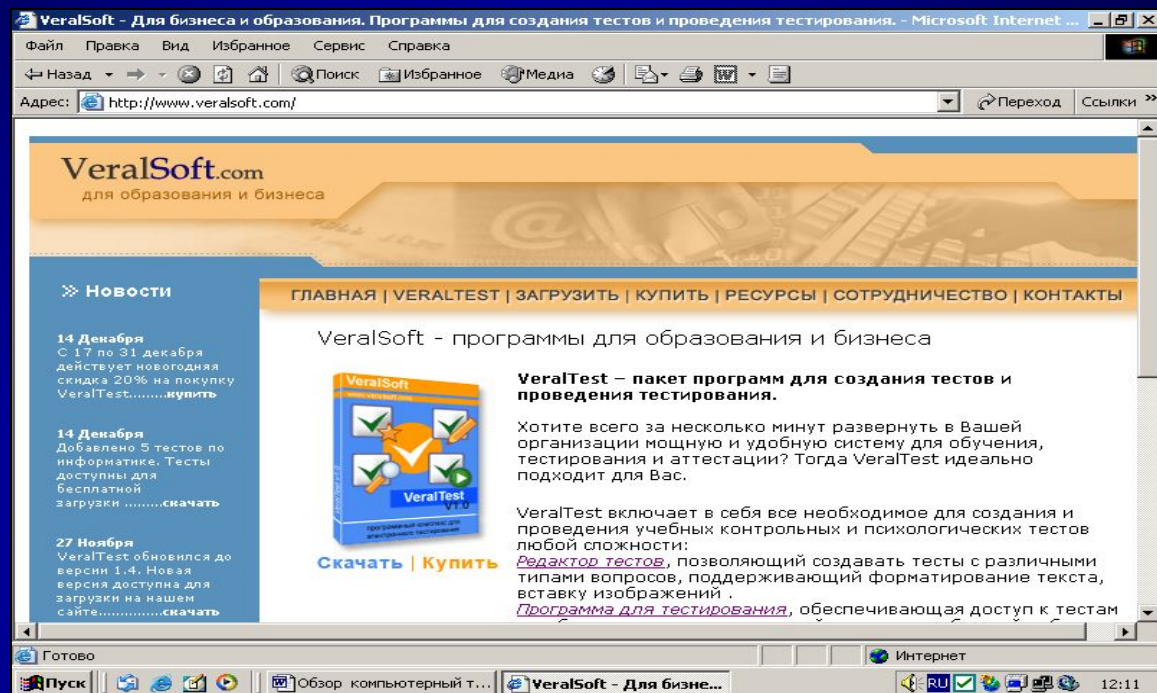 VeralSoft - Для бизнеса и образования. Программы для создания тестов и проведения тестирования. - Microsoft Internet ...
Файл Правка Вид Избранное Сервис Справка
Назад Поиск Избранное Медиа
Адрес: http://www.veralsoft.com/ Переход Ссылки »
VeralSoft.com
для образования и бизнеса
» Новости
14 Декабря
С 17 по 31 декабря
действует новогодняя
скидка 20% на покупку
VeralTest........купить
14 Декабря
Добавлено 5 тестов по
информатике. Тесты
доступны для
бесплатной
загрузки .........скачать
27 Ноября
VeralTest обновился до
версии 1.4. Новая
версия доступна для
загрузки на нашем
сайте...............скачать
ГЛАВНАЯ | VERALTEST | ЗАГРУЗИТЬ | КУПИТЬ | РЕСУРСЫ | СОТРУДНИЧЕСТВО | КОНТАКТЫ
VeralSoft - программы для образования и бизнеса
VeralSoft
VeralTest
V1.0
программный комплекс для
электронного тестирования
Скачать | Купить
VeralTest – пакет программ для создания тестов и
проведения тестирования.
Хотите всего за несколько минут развернуть в Вашей
организации мощную и удобную систему для обучения,
тестирования и аттестации? Тогда VeralTest идеально
подходит для Вас.
VeralTest включает в себя все необходимое для создания и
проведения учебных контрольных и психологических тестов
любой сложности:
Редактор тестов, позволяющий создавать тесты с различными
типами вопросов, поддерживающий форматирование текста,
вставку изображений .
Программа для тестирования, обеспечивающая доступ к тестам
Готово Интернет
Пуск Обзор компьютерный т... VeralSoft - Для бизне... RU 12:11